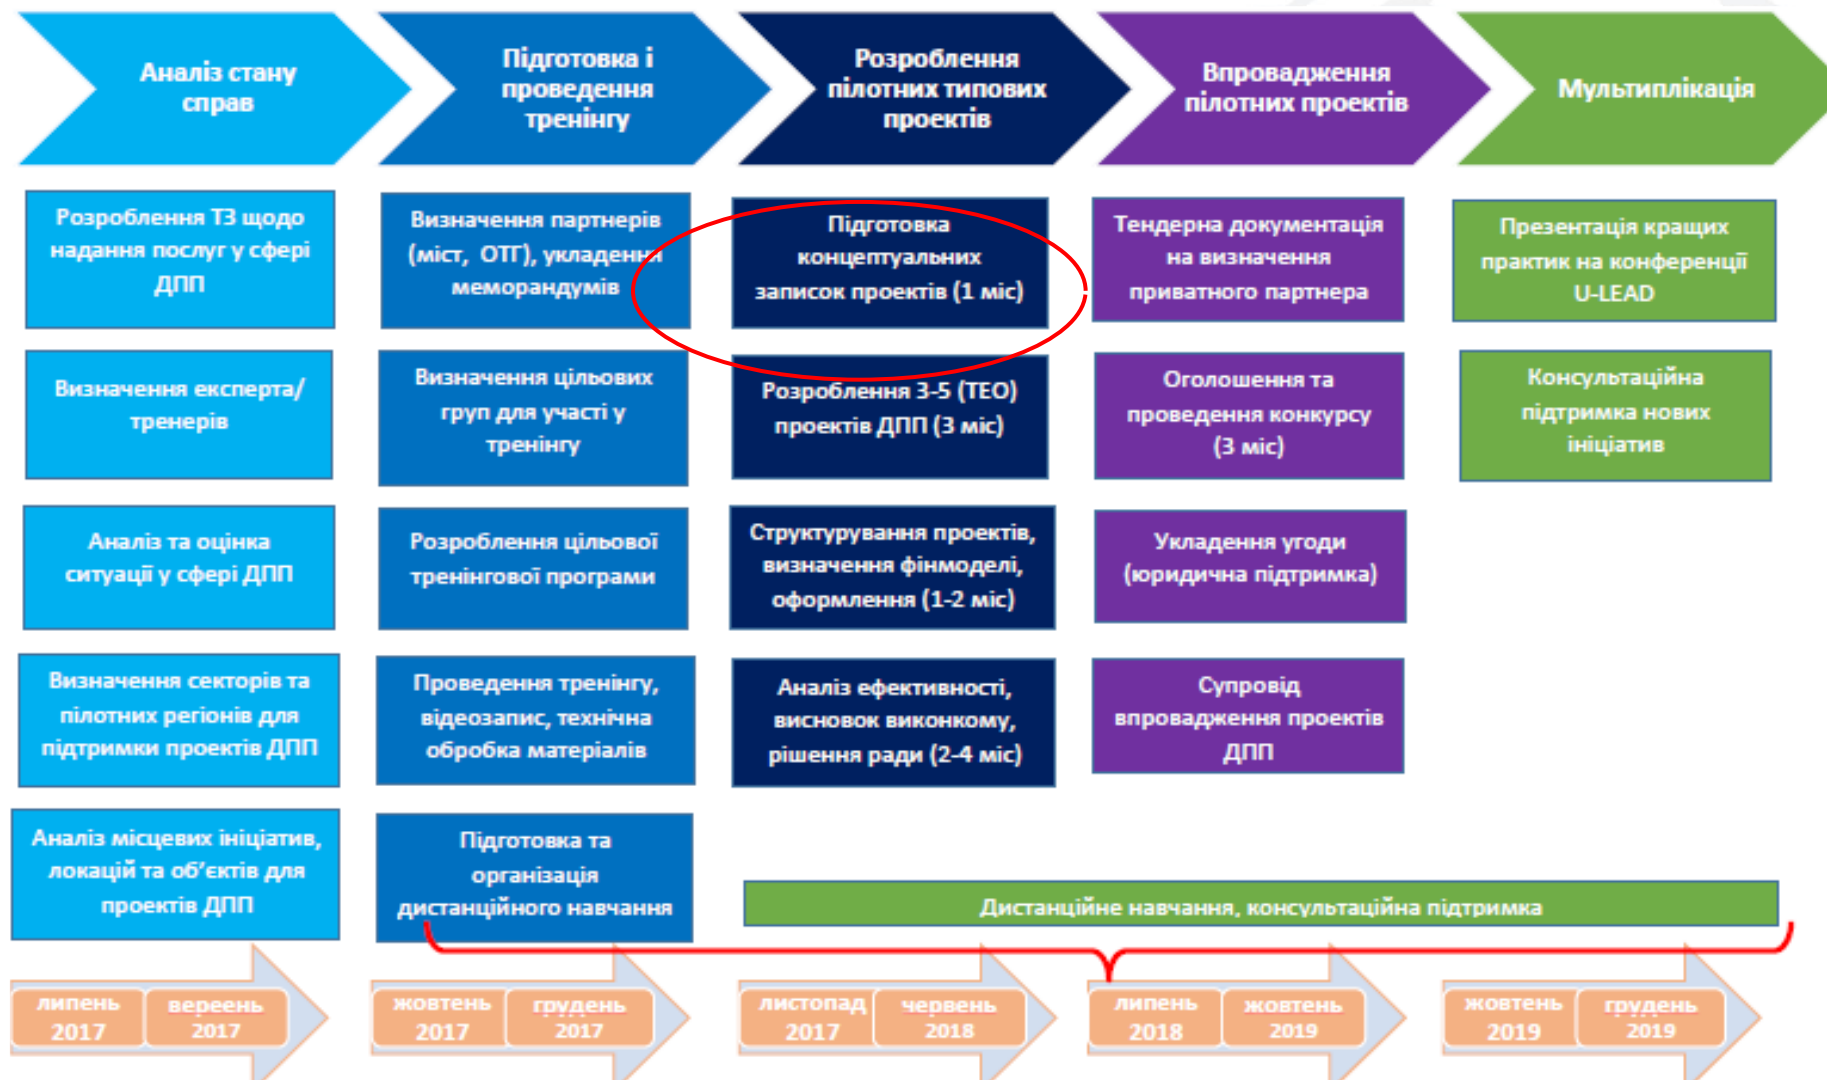 Аналіз стану
справ
Підготовка і
проведення
тренінгу
Розроблення
пілотних типових
проектів
Впровадження
пілотних проектів
Мультиплікація
Розроблення ТЗ щодо
надання послуг у сфері
ДПП
Визначення експерта/
тренерів
Аналіз та оцінка
ситуації у сфері ДПП
Визначення секторів та
пілотних регіонів для
підтримки проектів ДПП
Аналіз місцевих ініціатив,
локацій та об’єктів для
проектів ДПП
Визначення партнерів
(міст, ОТГ), укладення
меморандумів
Визначення цільових
груп для участі у
тренінгу
Розроблення цільової
тренінгової програми
Проведення тренінгу,
відеозапис, технічна
обробка матеріалів
Підготовка та
організація
дистанційного навчання
Підготовка
концептуальних
записок проектів (1 міс)
Розроблення 3-5 (ТЕО)
проектів ДПП (3 міс)
Структурування проектів,
визначення фінмоделі,
оформлення (1-2 міс)
Аналіз ефективності,
висновок виконкому,
рішення ради (2-4 міс)
Тендерна документація
на визначення
приватного партнера
Оголошення та
проведення конкурсу
(3 міс)
Укладення угоди
(юридична підтримка)
Супровід
впровадження проектів
ДПП
Презентація кращих
практик на конференції
U-LEAD
Консультаційна
підтримка нових
ініціатив
Дистанційне навчання, консультаційна підтримка
липень
2017
вереень
2017
жовтень
2017
грудень
2017
листопад
2017
червень
2018
липень
2018
жовтень
2019
жовтень
2019
грудень
2019